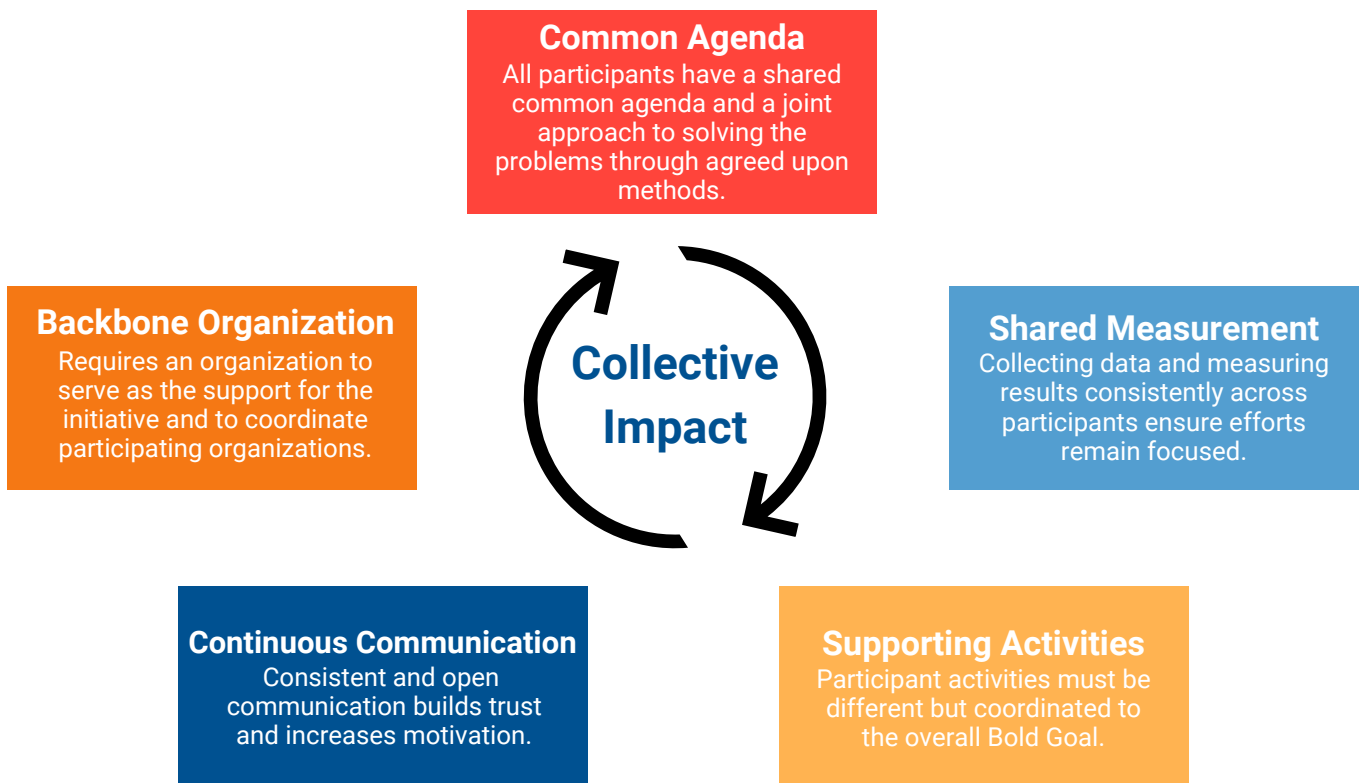 Common Agenda
All participants have a shared
common agenda and a joint
approach to solving the
problems through agreed upon
methods.
Backbone Organization
Requires an organization to
serve as the support for the
initiative and to coordinate
participating organizations.
Collective
Impact
Shared Measurement
Collecting data and measuring
results consistently across
participants ensure efforts
remain focused.
Continuous Communication
Consistent and open
communication builds trust
and increases motivation.
Supporting Activities
Participant activities must be
different but coordinated to
the overall Bold Goal.